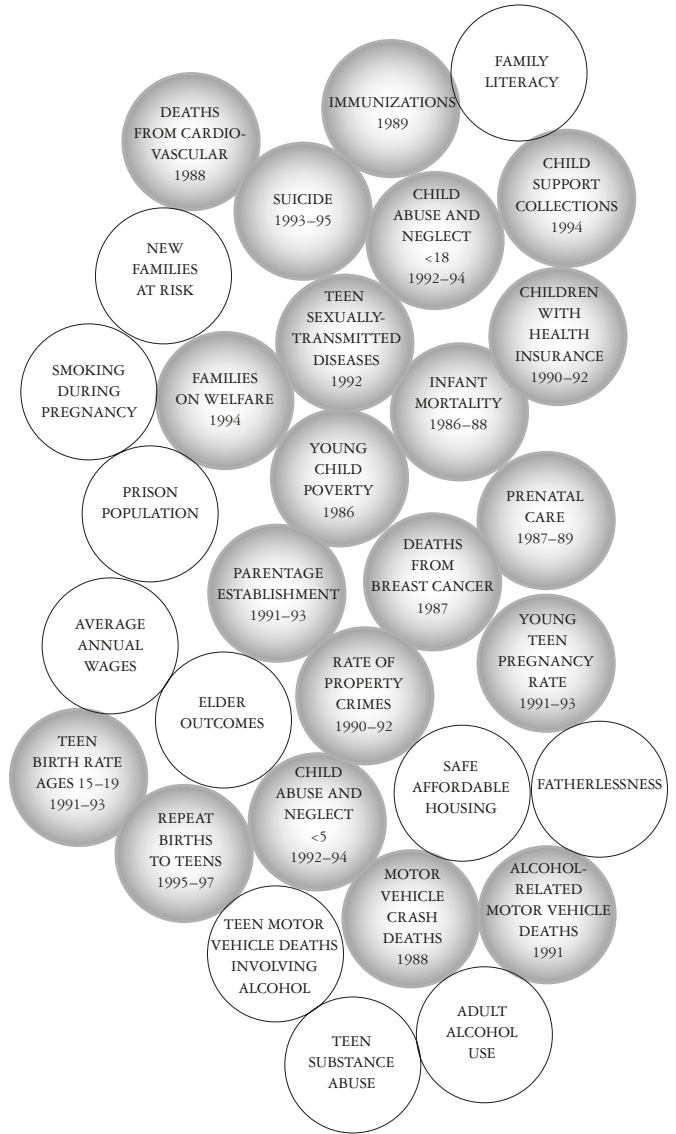 FAMILY
LITERACY
IMMUNIZATIONS
1989
DEATHS
FROM CARDIO-
VASCULAR
1988
CHILD
SUPPORT
COLLECTIONS
1994
SUICIDE
1993–95
CHILD
ABUSE AND
NEGLECT
<18
1992–94
NEW
FAMILIES
AT RISK
TEEN
SEXUALLY-
TRANSMITTED
DISEASES
1992
CHILDREN
WITH
HEALTH
INSURANCE
1990–92
SMOKING
DURING
PREGNANCY
FAMILIES
ON WELFARE
1994
INFANT
MORTALITY
1986–88
YOUNG
CHILD
POVERTY
1986
PRISON
POPULATION
PRENATAL
CARE
1987–89
PARENTAGE
ESTABLISHMENT
1991–93
DEATHS
FROM
BREAST CANCER
1987
AVERAGE
ANNUAL
WAGES
YOUNG
TEEN
PREGNANCY
RATE
1991–93
ELDER
OUTCOMES
RATE OF
PROPERTY
CRIMES
1990–92
TEEN
BIRTH RATE
AGES 15–19
1991–93
CHILD
ABUSE AND
NEGLECT
<5
1992–94
SAFE
AFFORDABLE
HOUSING
FATHERLESSNESS
REPEAT
BIRTHS
TO TEENS
1995–97
MOTOR
VEHICLE
CRASH
DEATHS
1988
ALCOHOL-
RELATED
MOTOR VEHICLE
DEATHS
1991
TEEN MOTOR
VEHICLE DEATHS
INVOLVING
ALCOHOL
ADULT
ALCOHOL
USE
TEEN
SUBSTANCE
ABUSE